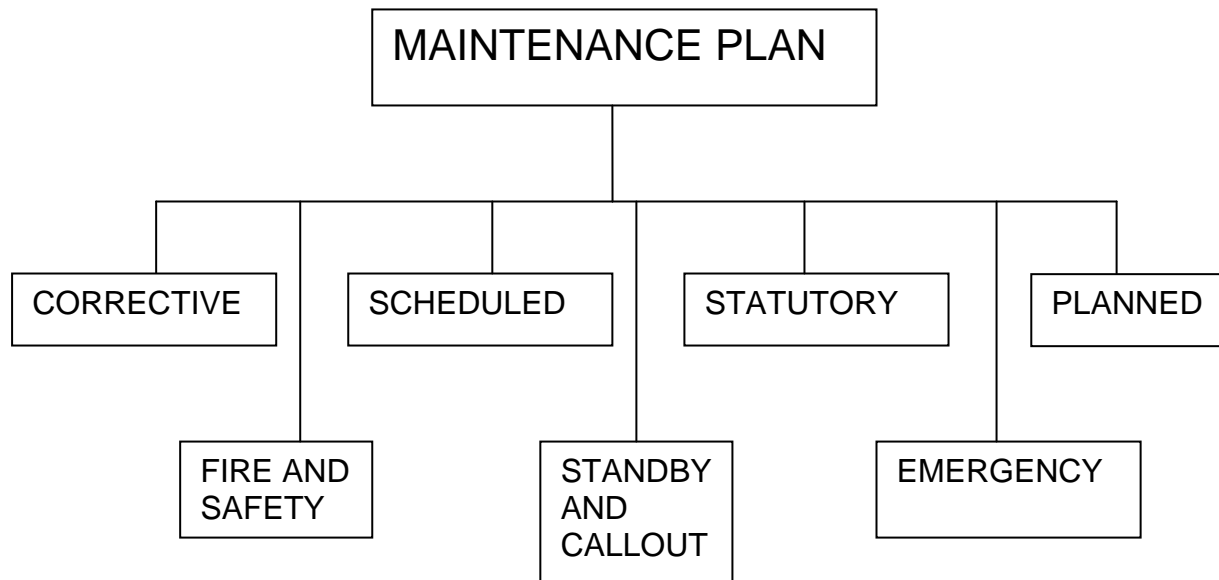 MAINTENANCE PLAN
CORRECTIVE
SCHEDULED
STATUTORY
PLANNED
FIRE AND
SAFETY
STANDBY
AND
CALLOUT
EMERGENCY